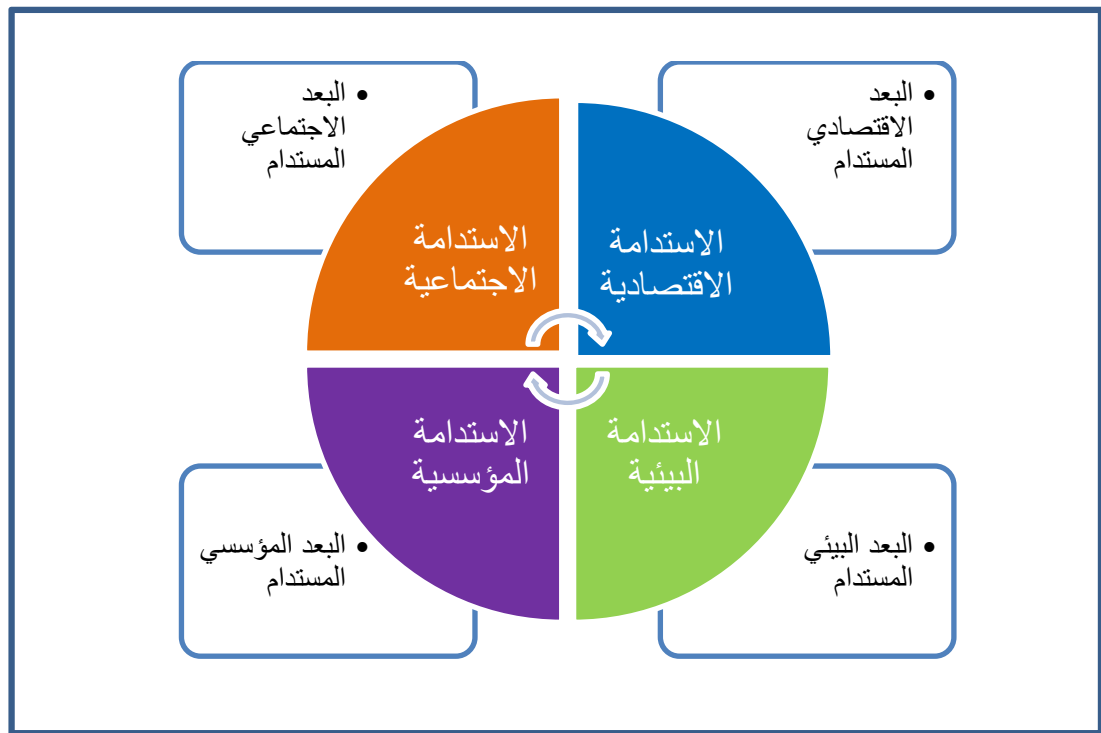 • البعد
الاقتصادي
المستدام
• البعد
الاجتماعي
المستدام
الاستدامة
الاقتصادية
الاستدامة
الاجتماعية
الاستدامة
البيئية
الاستدامة
المؤسسية
• البعد البيئي
المستدام
• البعد المؤسسي
المستدام